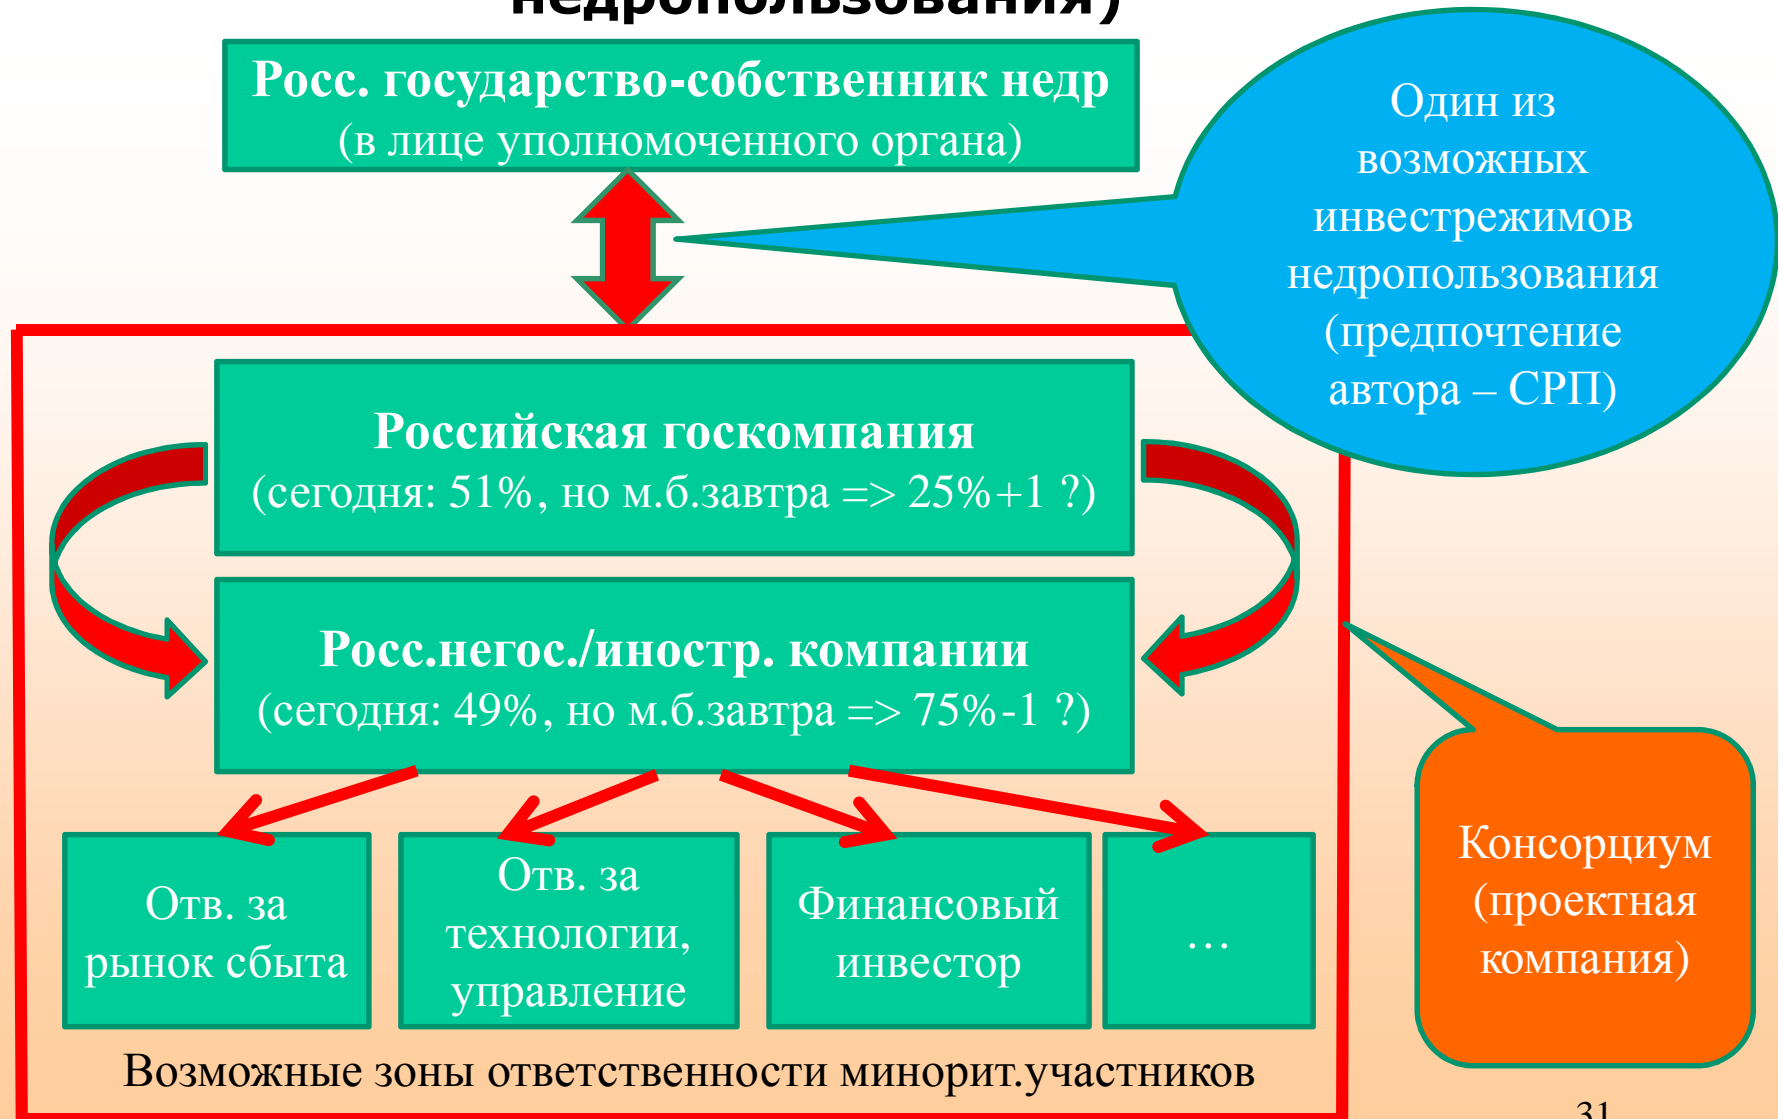 недропользования)
Росс. государство-собственник недр
(в лице уполномоченного органа)
Один из
возможных
инвестрежимов
недропользования
(предпочтение
автора – СРП)
Российская госкомпания
(сегодня: 51%, но м.б.завтра => 25%+1 ?)
Росс.негос./иностр. компании
(сегодня: 49%, но м.б.завтра => 75%-1 ?)
Отв. за
рынок сбыта
Отв. за
технологии,
управление
Финансовый
инвестор
…
Консорциум
(проектная
компания)
Возможные зоны ответственности минорит.участников
31